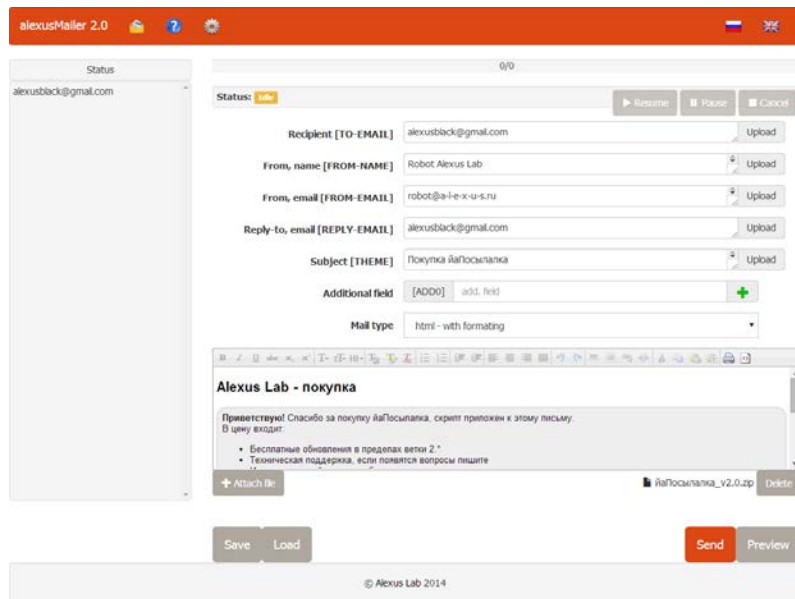 alexusMailer 2.0
Status
0/0
alexusblack@gmail.com
Status: Idle
Resume
Pause
Cancel
Recipient [TO-EMAIL]
alexusblack@gmail.com
Upload
From, name [FROM-NAME]
Robot Alexus Lab
Upload
From, email [FROM-EMAIL]
robot@a-l-e-x-u-s.ru
Upload
Reply-to, email [REPLY-EMAIL]
alexusblack@gmail.com
Upload
Subject [THEME]
Покупка йаПосылалка
Upload
Additional field
[ADD0]
add. field
Mail type
html - with formating
Alexus Lab - покупка
Приветствую! Спасибо за покупку йаПосылалка, скрипт приложен к этому письму.
В цену входит:
Бесплатные обновления в пределах ветки 2.*
Техническая поддержка, если появятся вопросы пишите
Attach file
йаПосылалка_v2.0.zip
Delete
Save
Load
Send
Preview
© Alexus Lab 2014